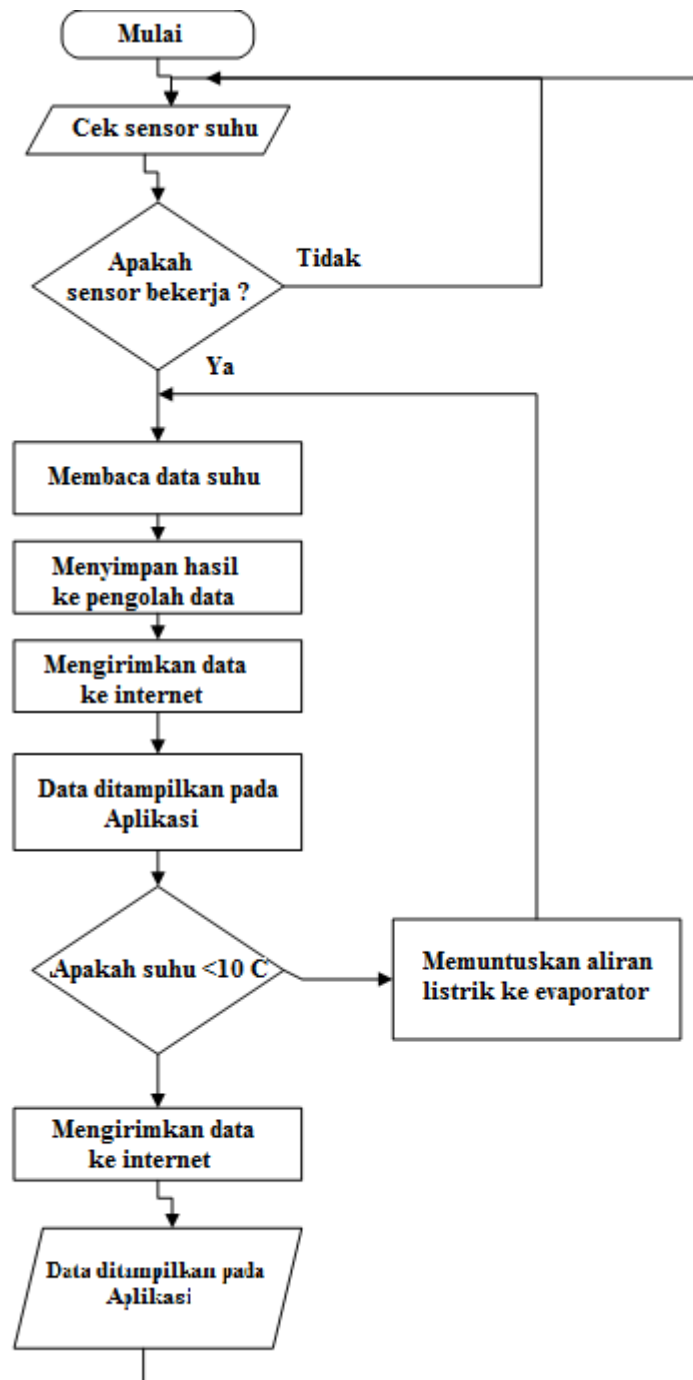 Mulai
Cek sensor suhu
Apakah
sensor bekerja ?
Tidak
Ya
Membaca data suhu
Menyimpan hasil
ke pengolah data
Mengirimkan data
ke internet
Data ditampilkan pada
Aplikasi
Apakah suhu <10 C
Memuntuskan aliran
listrik ke evaporator
Mengirimkan data
ke internet
Data ditampilkan pada
Aplikasi